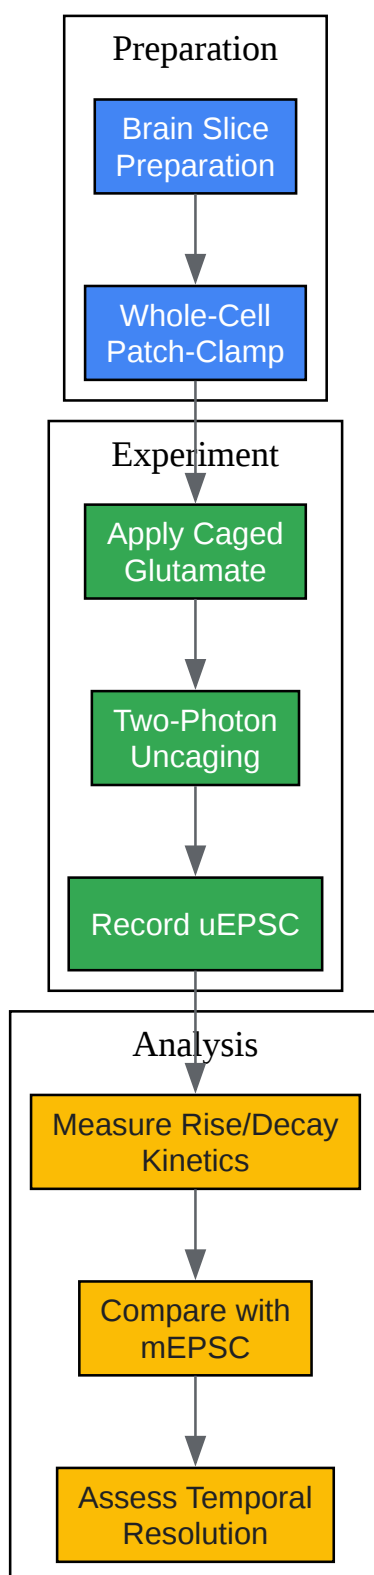 Preparation
Brain Slice
Preparation
Whole-Cell
Patch-Clamp
Experiment
Apply Caged
Glutamate
Two-Photon
Uncaging
Record uEPSC
Analysis
Measure Rise/Decay
Kinetics
Compare with
mEPSC
Assess Temporal
Resolution